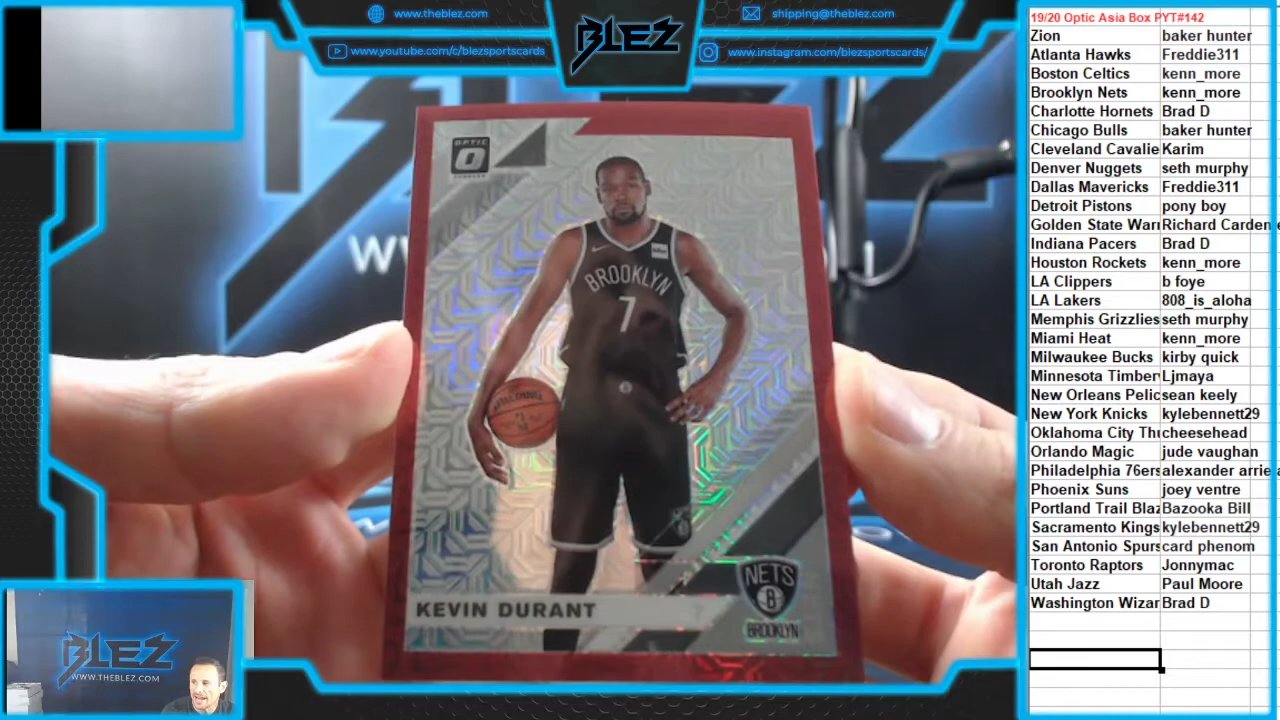 www.theblez.com
www.youtube.com/c/blezsportscards
BLEZ
shipping@theblez.com
www.instagram.com/blezsportscards/
OPTIC
BROOKLYN
7
SPALDING
KEVIN DURANT
NETS
B
BROOKLYN
BLEZ
WWW.THEBLEZ.COM
19/20 Optic Asia Box PYT#142
Zion baker hunter
Atlanta Hawks Freddie311
Boston Celtics kenn_more
Brooklyn Nets kenn_more
Charlotte Hornets Brad D
Chicago Bulls baker hunter
Cleveland Cavalie Karim
Denver Nuggets seth murphy
Dallas Mavericks Freddie311
Detroit Pistons pony boy
Golden State Warr Richard Carden
Indiana Pacers Brad D
Houston Rockets kenn_more
LA Clippers b foye
LA Lakers 808_is_aloha
Memphis Grizzlies seth murphy
Miami Heat kenn_more
Milwaukee Bucks kirby quick
Minnesota Timber Ljmaya
New Orleans Pelic sean keely
New York Knicks kylebennett29
Oklahoma City Thu cheesehead
Orlando Magic jude vaughan
Philadelphia 76ers alexander arrie
Phoenix Suns joey ventre
Portland Trail Blaz Bazooka Bill
Sacramento Kings kylebennett29
San Antonio Spurs card phenom
Toronto Raptors Jonnymac
Utah Jazz Paul Moore
Washington Wizar Brad D